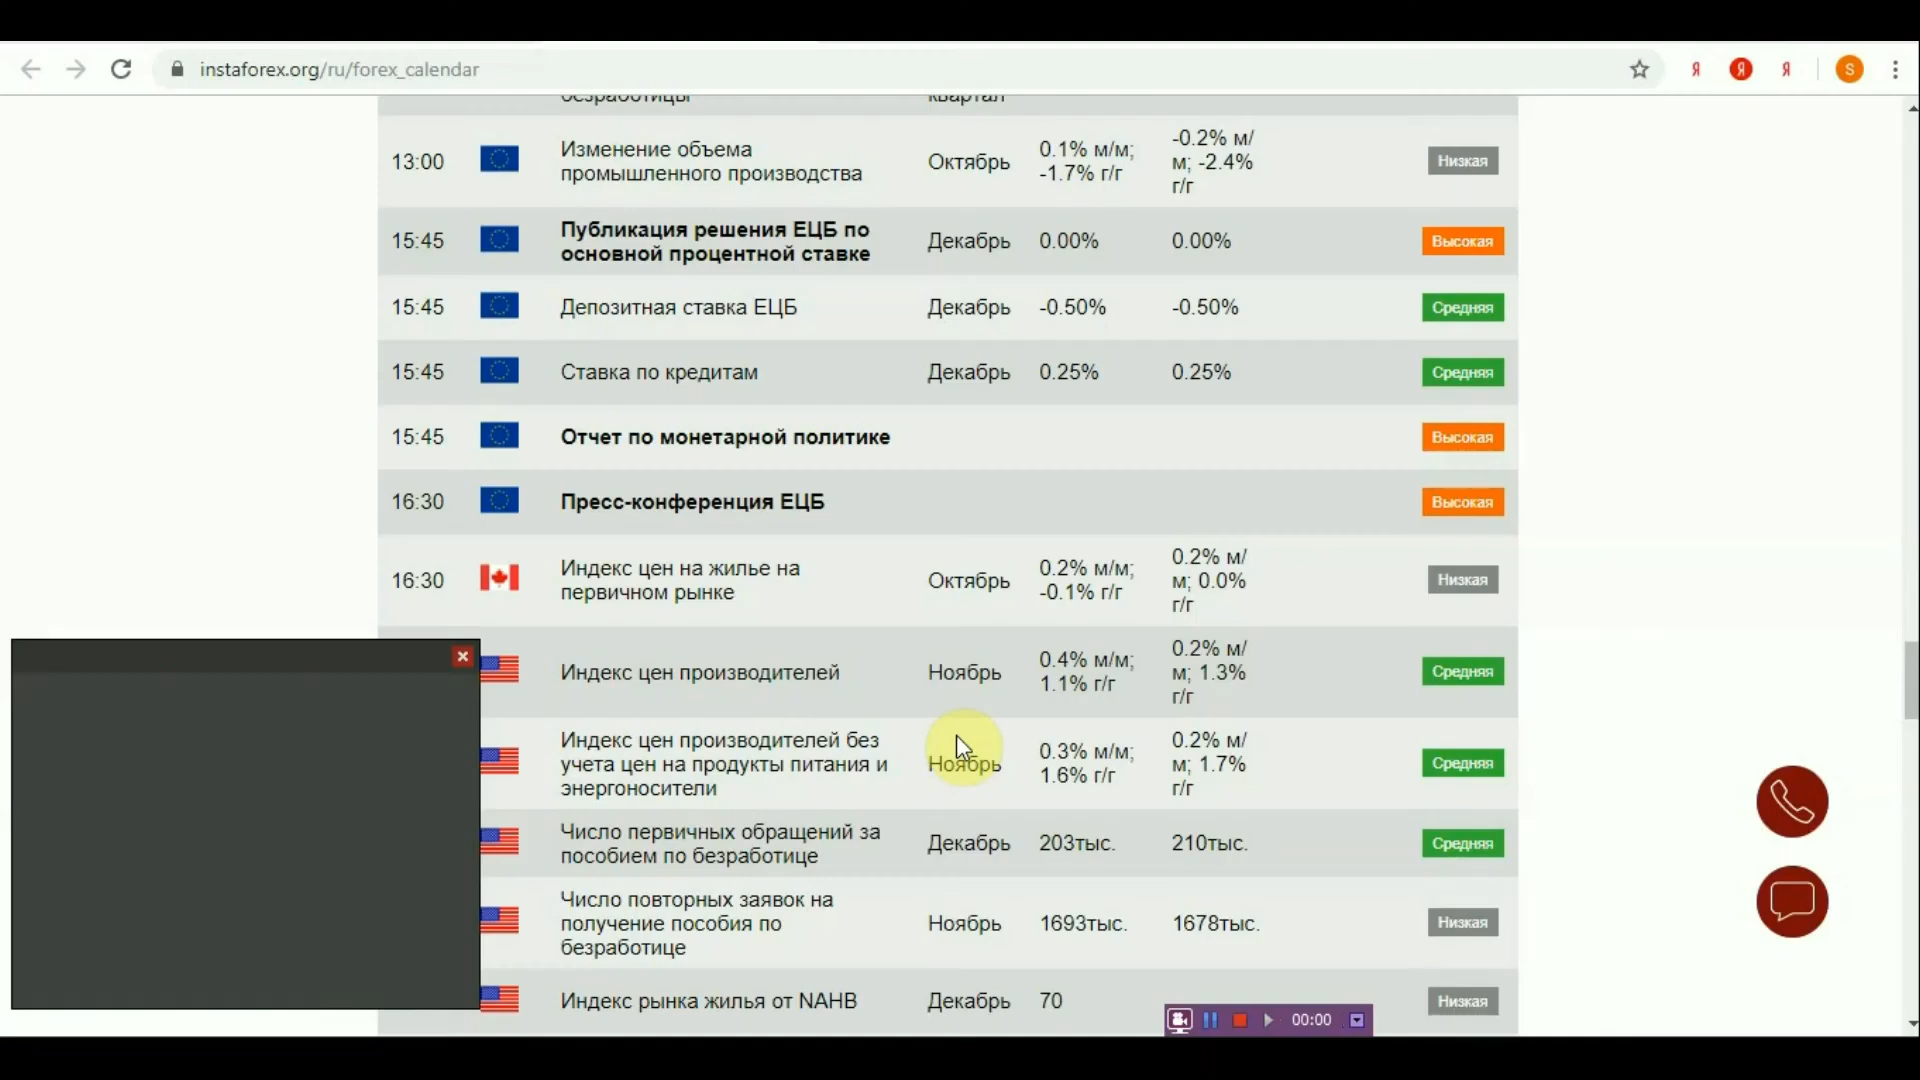 instaforex.org/ru/forex_calendar
S
безработицы квартал
13:00 Изменение объема промышленного производства Октябрь 0.1% м/м; -1.7% г/г -0.2% м/м; -2.4% г/г Низкая
15:45 Публикация решения ЕЦБ по основной процентной ставке Декабрь 0.00% 0.00% Высокая
15:45 Депозитная ставка ЕЦБ Декабрь -0.50% -0.50% Средняя
15:45 Ставка по кредитам Декабрь 0.25% 0.25% Средняя
15:45 Отчет по монетарной политике Высокая
16:30 Пресс-конференция ЕЦБ Высокая
16:30 Индекс цен на жилье на первичном рынке Октябрь 0.2% м/м; -0.1% г/г 0.2% м/м; 0.0% г/г Низкая
Индекс цен производителей Ноябрь 0.4% м/м; 1.1% г/г 0.2% м/м; 1.3% г/г Средняя
Индекс цен производителей без учета цен на продукты питания и энергоносители Ноябрь 0.3% м/м; 1.6% г/г 0.2% м/м; 1.7% г/г Средняя
Число первичных обращений за пособием по безработице Декабрь 203тыс. 210тыс. Средняя
Число повторных заявок на получение пособия по безработице Ноябрь 1693тыс. 1678тыс. Низкая
Индекс рынка жилья от NAHB Декабрь 70 Низкая
00:00